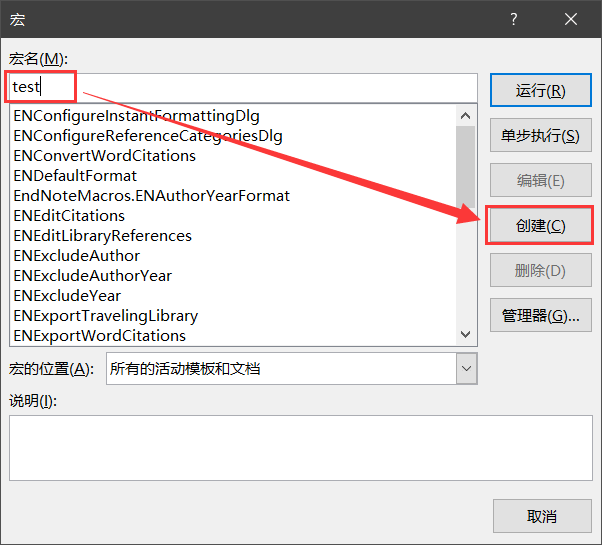 宏
?
宏名(M):
test
运行(R)
ENConfigureInstantFormattingDlg
ENConfigureReferenceCategoriesDlg
单步执行(S)
ENConvertWordCitations
ENDefaultFormat
编辑(E)
EndNoteMacros.ENAuthorYearFormat
ENEditCitations
创建(C)
ENEditLibraryReferences
ENExcludeAuthor
ENExcludeAuthorYear
删除(D)
ENExcludeYear
ENExportTravelingLibrary
管理器(G)...
ENExportWordCitations
宏的位置(A): 所有的活动模板和文档
说明(I):
取消